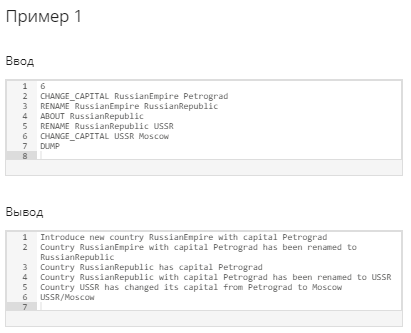 Пример 1
Ввод
1 6
2 CHANGE_CAPITAL RussianEmpire Petrograd
3 RENAME RussianEmpire RussianRepublic
4 ABOUT RussianRepublic
5 RENAME RussianRepublic USSR
6 CHANGE_CAPITAL USSR Moscow
7 DUMP
8
Вывод
1 Introduce new country RussianEmpire with capital Petrograd
2 Country RussianEmpire with capital Petrograd has been renamed to
RussianRepublic
3 Country RussianRepublic has capital Petrograd
4 Country RussianRepublic with capital Petrograd has been renamed to USSR
5 Country USSR has changed its capital from Petrograd to Moscow
6 USSR/Moscow
7